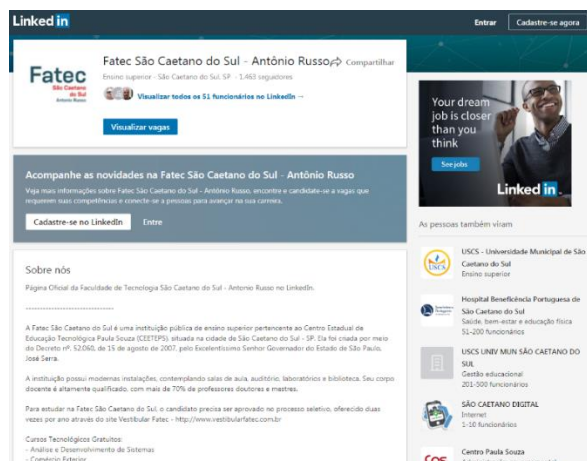 Linked in
Entrar
Cadastre-se agora
Fatec
São Caetano
do Sul
Antonio Russo
Fatec São Caetano do Sul - Antônio Russo
Compartilhar
Ensino superior - São Caetano do Sul, SP - 1.463 seguidores
Visualizar todos os 51 funcionários no LinkedIn →
Visualizar vagas
Acompanhe as novidades na Fatec São Caetano do Sul - Antônio Russo
Veja mais informações sobre Fatec São Caetano do Sul - Antônio Russo, encontre e candidate-se a vagas que
requerem suas competências e conecte-se a pessoas para avançar na sua carreira.
Cadastre-se no LinkedIn
Entre
Sobre nós
Página Oficial da Faculdade de Tecnologia São Caetano do Sul - Antonio Russo no LinkedIn.
------------------------------
A Fatec São Caetano do Sul é uma instituição pública de ensino superior pertencente ao Centro Estadual de
Educação Tecnológica Paula Souza (CEETEPS), situada na cidade de São Caetano do Sul - SP. Ela foi criada por meio
do Decreto nº. 52.060, de 15 de agosto de 2007, pelo Excelentíssimo Senhor Governador do Estado de São Paulo,
José Serra.
A instituição possui modernas instalações, contemplando salas de aula, auditório, laboratórios e biblioteca. Seu corpo
docente é altamente qualificado, com mais de 70% de professores doutores e mestres.
Para estudar na Fatec São Caetano do Sul, o candidato precisa ser aprovado no processo seletivo, oferecido duas
vezes por ano através do site Vestibular Fatec - http://www.vestibularfatec.com.br
Cursos Tecnológicos Gratuitos:
- Análise e Desenvolvimento de Sistemas
- Comércio Exterior
Your dream
job is closer
than you
think
See jobs
Linked in
As pessoas também viram
USCS
USCS - Universidade Municipal de São
Caetano do Sul
Ensino superior
Hospital Beneficência Portuguesa de
São Caetano do Sul
Saúde, bem-estar e educação física
51-200 funcionários
USCS UNIV MUN SÃO CAETANO DO
SUL
Gestão educacional
201-500 funcionários
SÃO CAETANO DIGITAL
Internet
1-10 funcionários
Centro Paula Souza